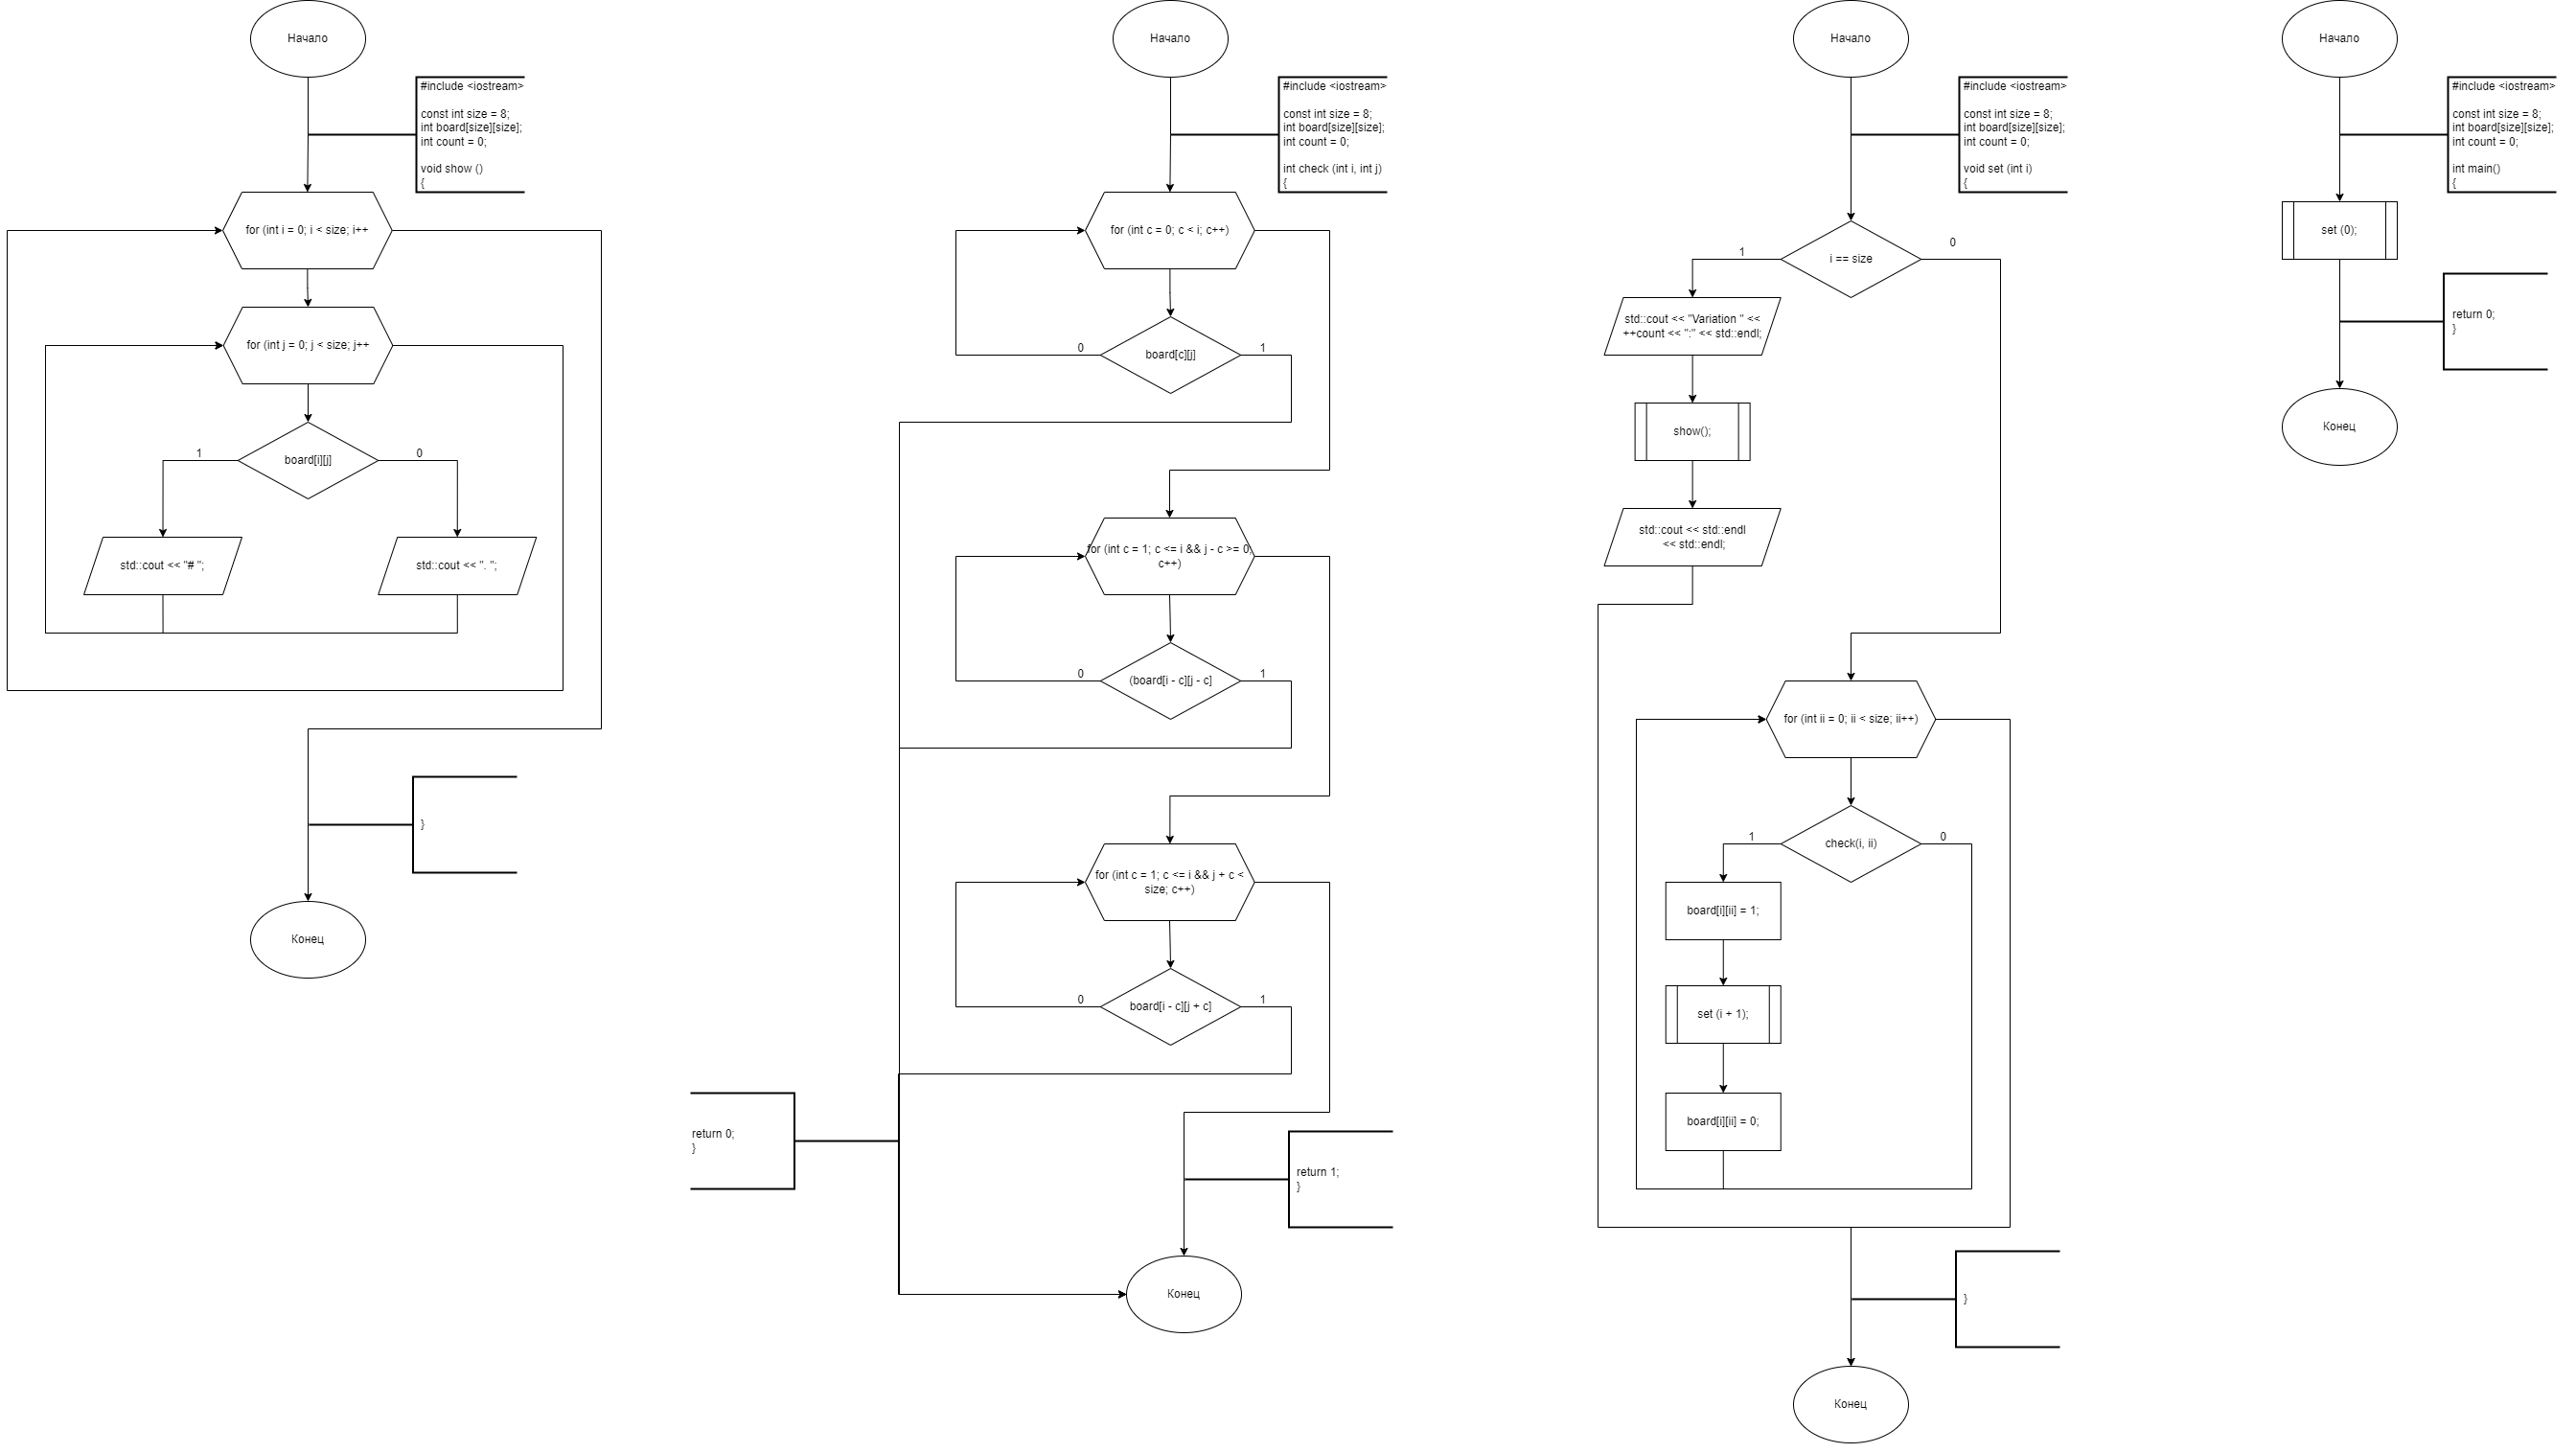 Начало
#include <iostream>
const int size = 8;
int board[size][size];
int count = 0;
void show ()
{
for (int i = 0; i < size; i++
for (int j = 0; j < size; j++
board[i][j]
1
0
std::cout << "# ";
std::cout << ". ";
}
Конец
Начало
#include <iostream>
const int size = 8;
int board[size][size];
int count = 0;
int check (int i, int j)
{
for (int c = 0; c < i; c++)
board[c][j]
0
1
for (int c = 1; c <= i && j - c >= 0;
c++)
(board[i - c][j - c]
0
1
for (int c = 1; c <= i && j + c <
size; c++)
board[i - c][j + c]
0
1
return 0;
}
return 1;
}
Конец
Начало
#include <iostream>
const int size = 8;
int board[size][size];
int count = 0;
void set (int i)
{
i == size
1
0
std::cout << "Variation " <<
++count << ":" << std::endl;
show();
std::cout << std::endl
<< std::endl;
for (int ii = 0; ii < size; ii++)
check(i, ii)
1
0
board[i][ii] = 1;
set (i + 1);
board[i][ii] = 0;
}
Конец
Начало
#include <iostream>
const int size = 8;
int board[size][size];
int count = 0;
int main()
{
set (0);
return 0;
}
Конец